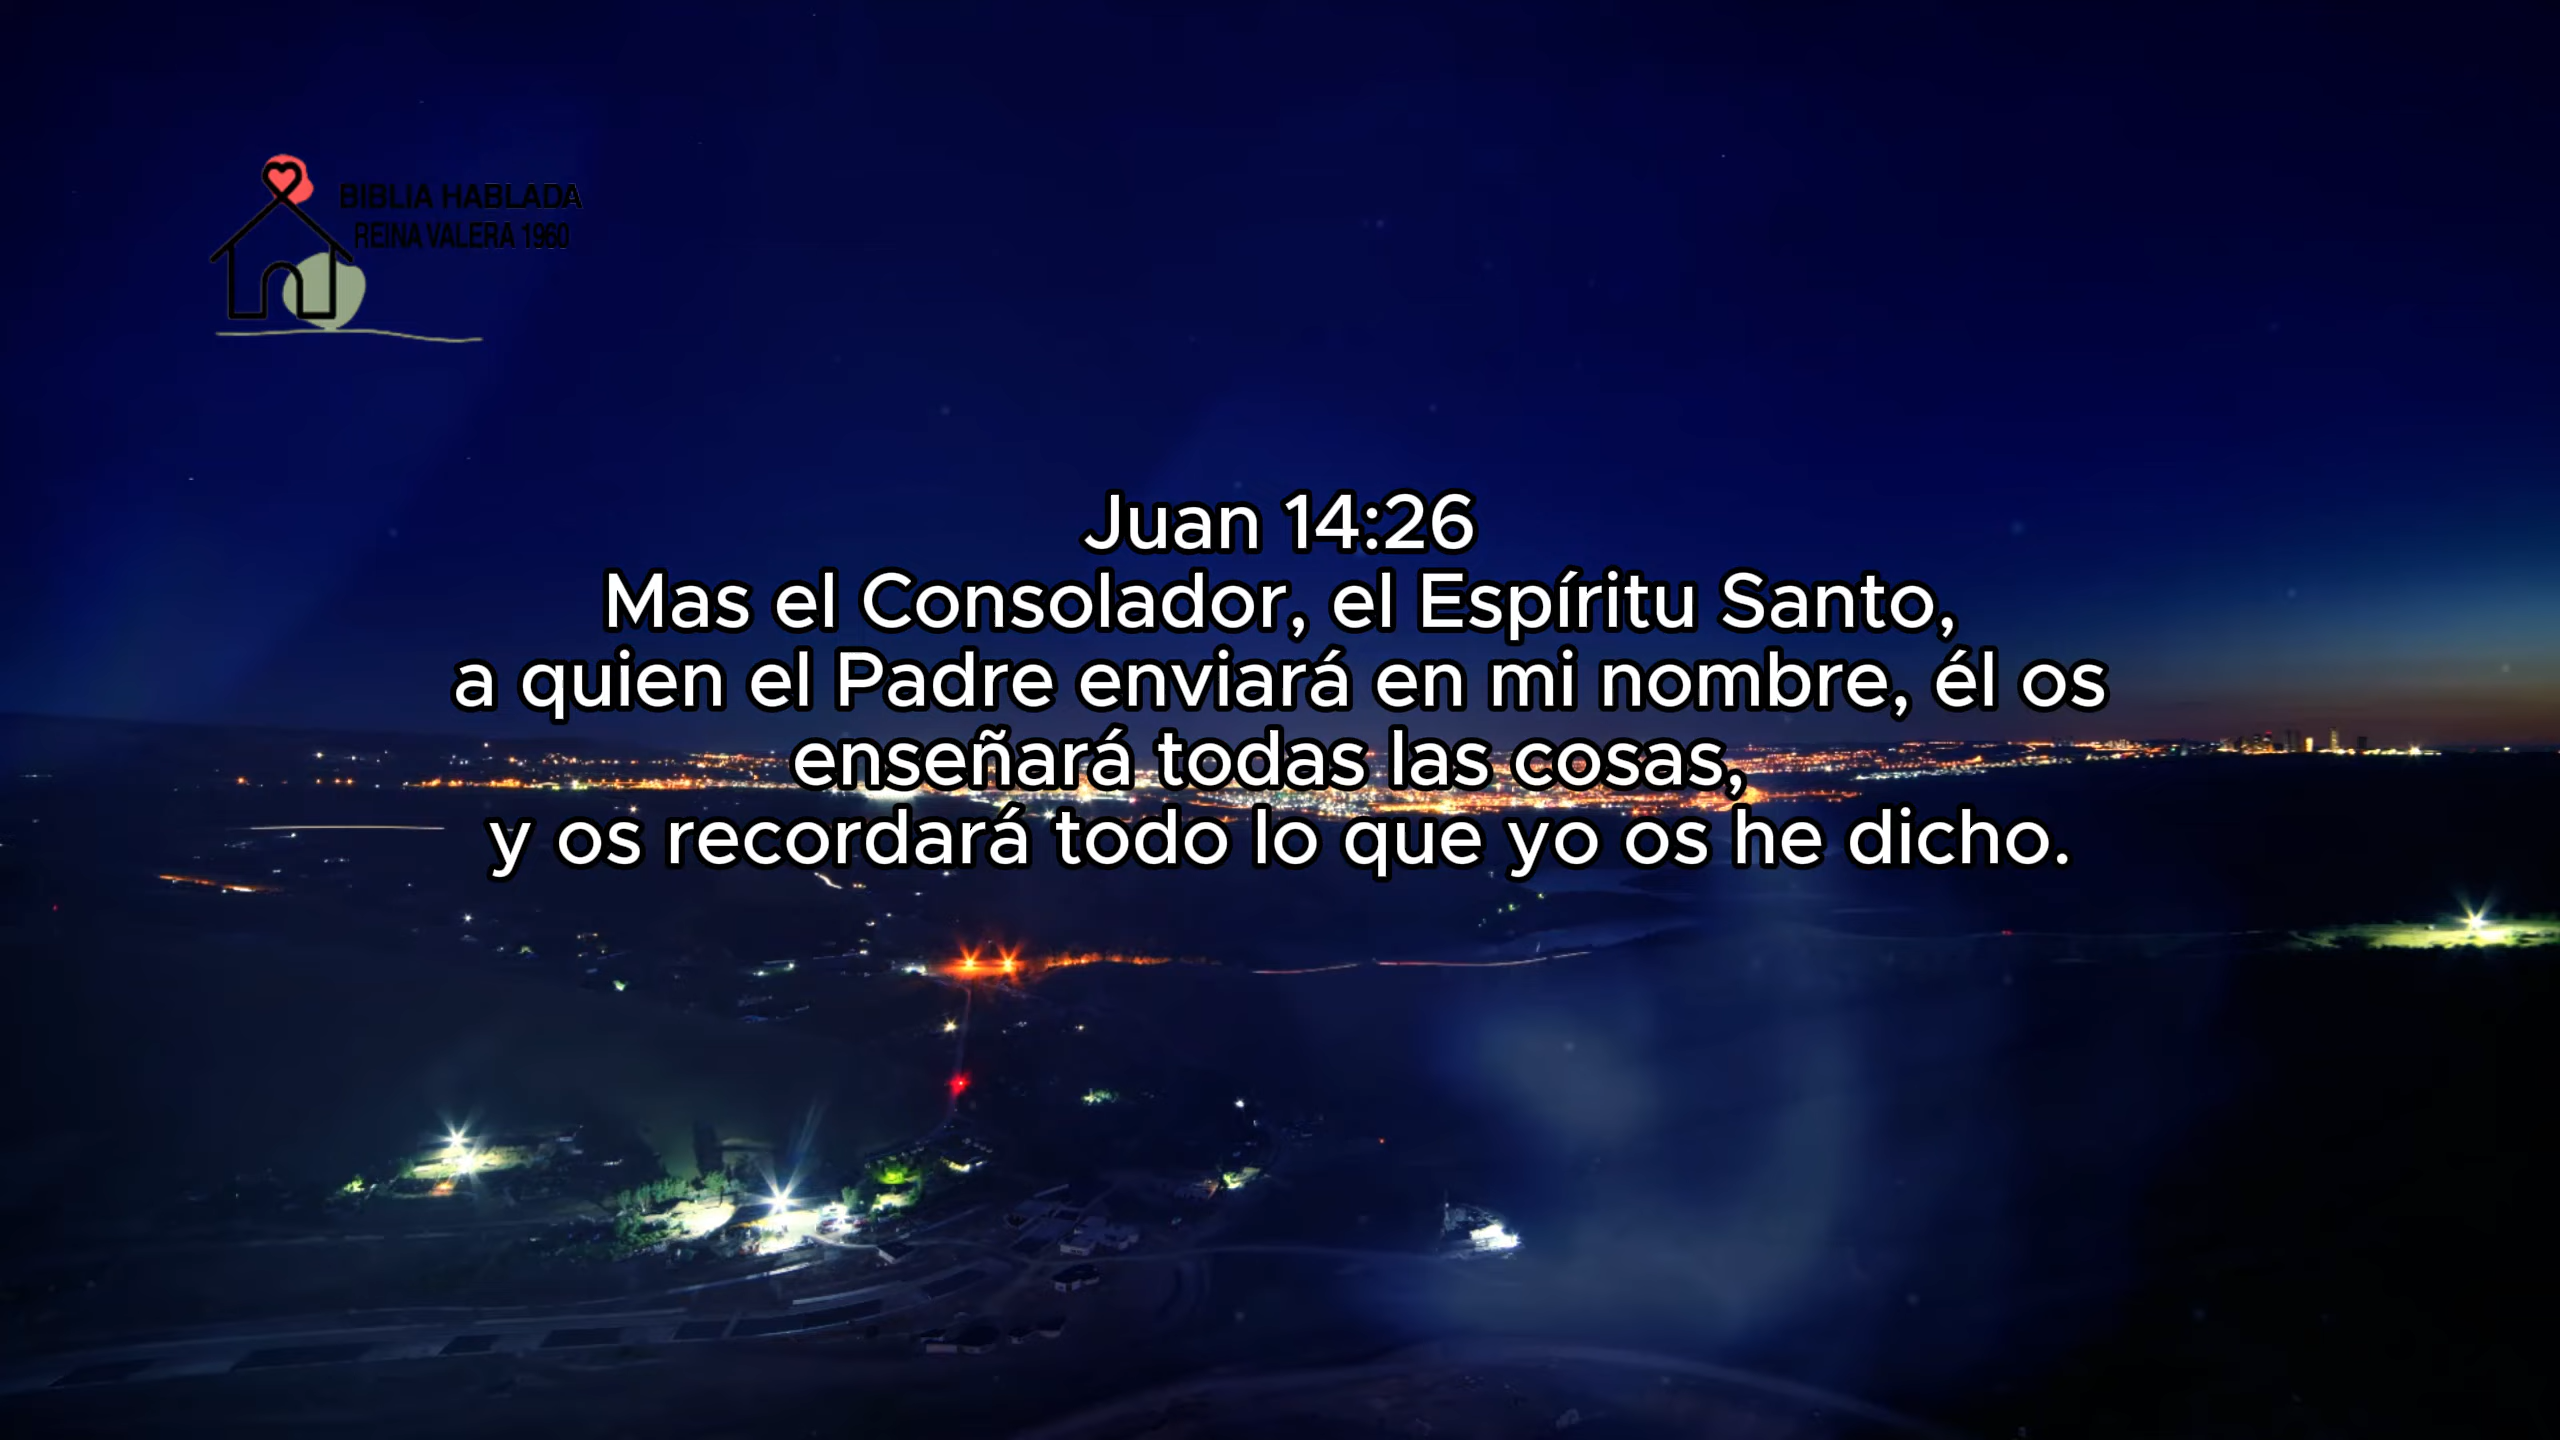 BIBLIA HABLADA
REINA VALERA 1960
Juan 14:26
Mas el Consolador, el Espíritu Santo,
a quien el Padre enviará en mi nombre, él os
enseñará todas las cosas,
y os recordará todo lo que yo os he dicho.